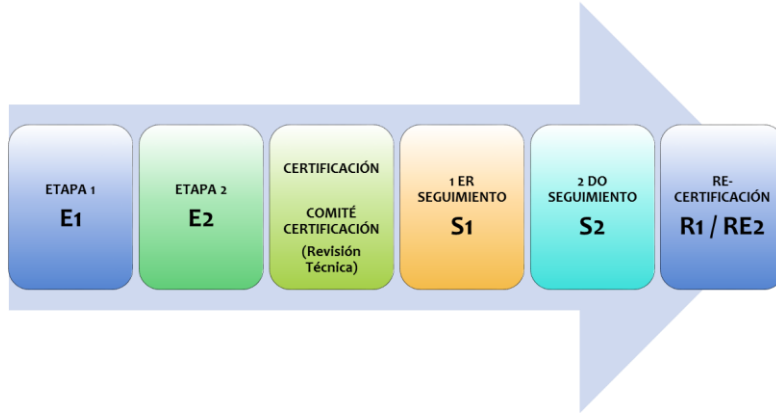 ETAPA 1
E1
ETAPA 2
E2
CERTIFICACIÓN
COMITÉ
CERTIFICACIÓN
(Revisión
Técnica)
1 ER
SEGUIMIENTO
S1
2 DO
SEGUIMIENTO
S2
RE-
CERTIFICACIÓN
R1 / RE2